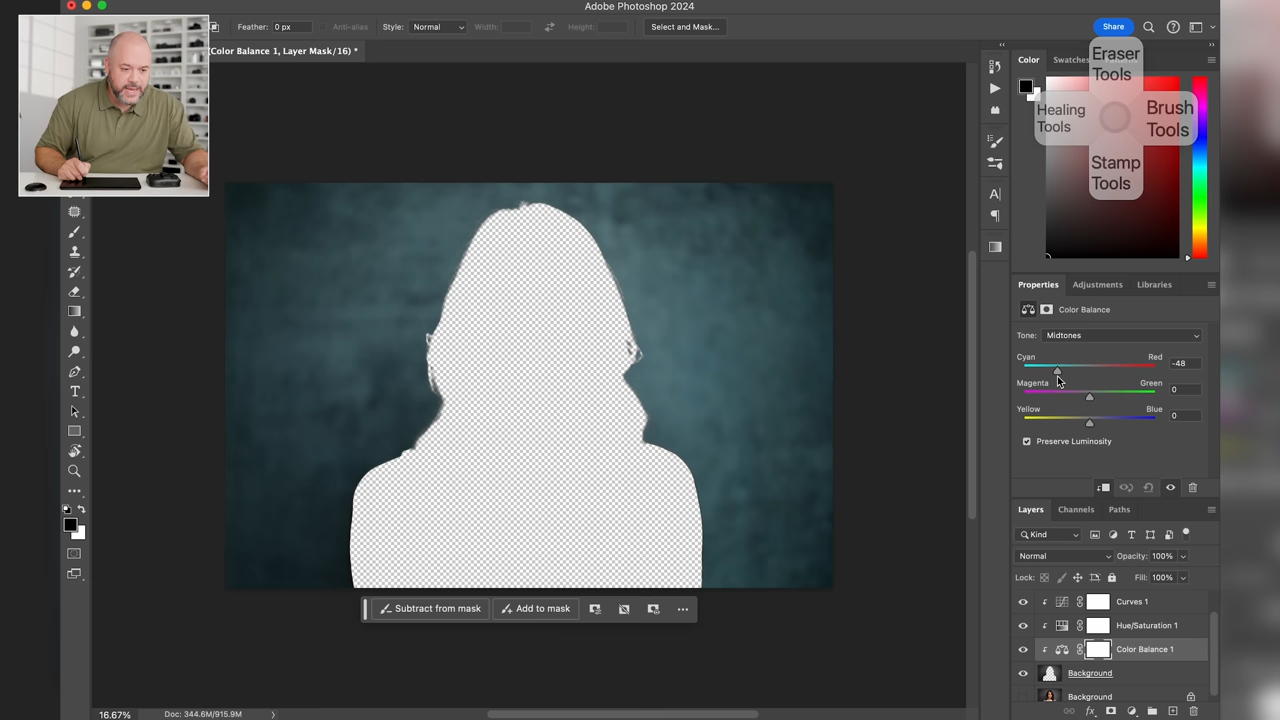 Adobe Photoshop 2024
Feather: 0 px
Anti-alias
Style: Normal
Width:
Height:
Select and Mask...
Share
(Color Balance 1, Layer Mask/16) *
Color
Swatches
Eraser
Tools
Healing
Tools
Brush
Tools
Stamp
Tools
Properties
Adjustments
Libraries
Color Balance
Tone: Midtones
Cyan
Red
-48
Magenta
Green
0
Yellow
Blue
0
Preserve Luminosity
Layers
Channels
Paths
Kind
Normal
Opacity: 100%
Lock:
Fill: 100%
Curves 1
Hue/Saturation 1
Color Balance 1
Background
Background
Subtract from mask
Add to mask
16.67%
Doc: 344.6M/915.9M